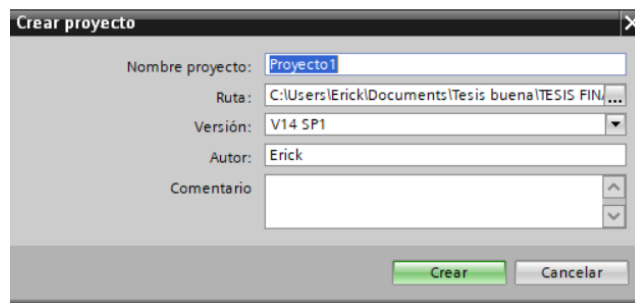 Crear proyecto
Nombre proyecto: Proyecto1
Ruta: C:\Users\Erick\Documents\Tesis buena\TESIS FIN ...
Versión: V14 SP1
Autor: Erick
Comentario
Crear Cancelar